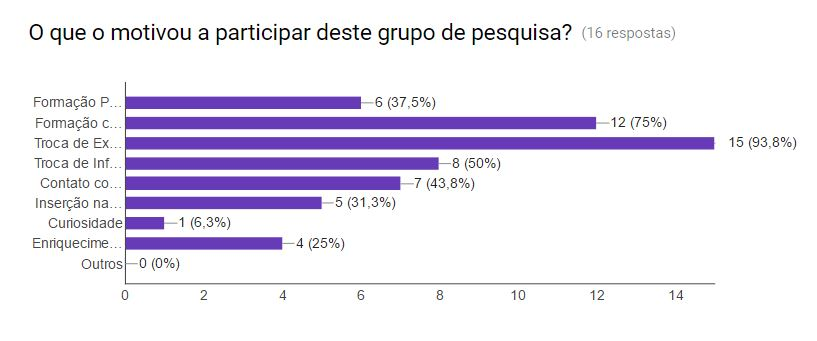 O que o motivou a participar deste grupo de pesquisa? (16 respostas)
Formação P... 6 (37,5%)
Formação c... 12 (75%)
Troca de Ex... 15 (93,8%)
Troca de Inf... 8 (50%)
Contato co... 7 (43,8%)
Inserção na... 5 (31,3%)
Curiosidade 1 (6,3%)
Enriquecime... 4 (25%)
Outros 0 (0%)
0 2 4 6 8 10 12 14